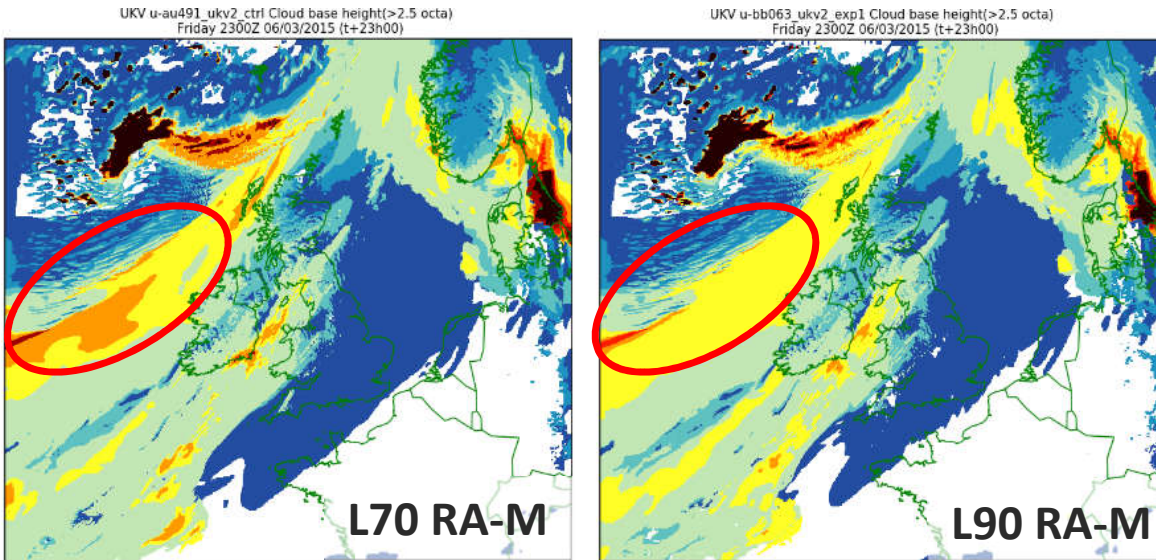 UKV u-au491_ukv2_ctrl Cloud base height(>2.5 octa)
Friday 2300Z 06/03/2015 (t+23h00)
L70 RA-M
UKV u-bb063_ukv2_exp1 Cloud base height(>2.5 octa)
Friday 2300Z 06/03/2015 (t+23h00)
L90 RA-M